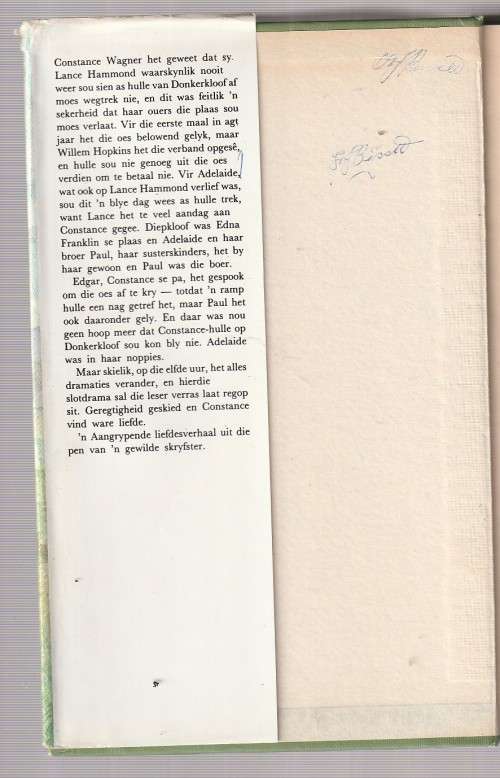 Constance Wagner het geweet dat sy.
Lance Hammond waarskynlik nooit
weer sou sien as hulle van Donkerkloof af
moes wegtrek nie, en dit was feitlik 'n
sekerheid dat haar ouers die plaas sou
moes verlaat. Vir die eerste maal in agt
jaar het die oes belowend gelyk, maar
Willem Hopkins het die verband opgesê,
en hulle sou nie genoeg uit die oes
verdien om te betaal nie. Vir Adelaide,
wat ook op Lance Hammond verlief was,
sou dit 'n blye dag wees as hulle trek,
want Lance het te veel aandag aan
Constance gegee. Diepkloof was Edna
Franklin se plaas en Adelaide en haar
broer Paul, haar susterskinders, het by
haar gewoon en Paul was die boer.
Edgar, Constance se pa, het gespook
om die oes af te kry — totdat 'n ramp
hulle een nag getref het, maar Paul het
ook daaronder gely. En daar was nou
geen hoop meer dat Constance-hulle op
Donkerkloof sou kon bly nie. Adelaide
was in haar noppies.
Maar skielik, op die elfde uur, het alles
dramaties verander, en hierdie
slotdrama sal die leser verras laat regop
sit. Geregtigheid geskied en Constance
vind ware liefde.
'n Aangrypende liefdesverhaal uit die
pen van 'n gewilde skryfster.